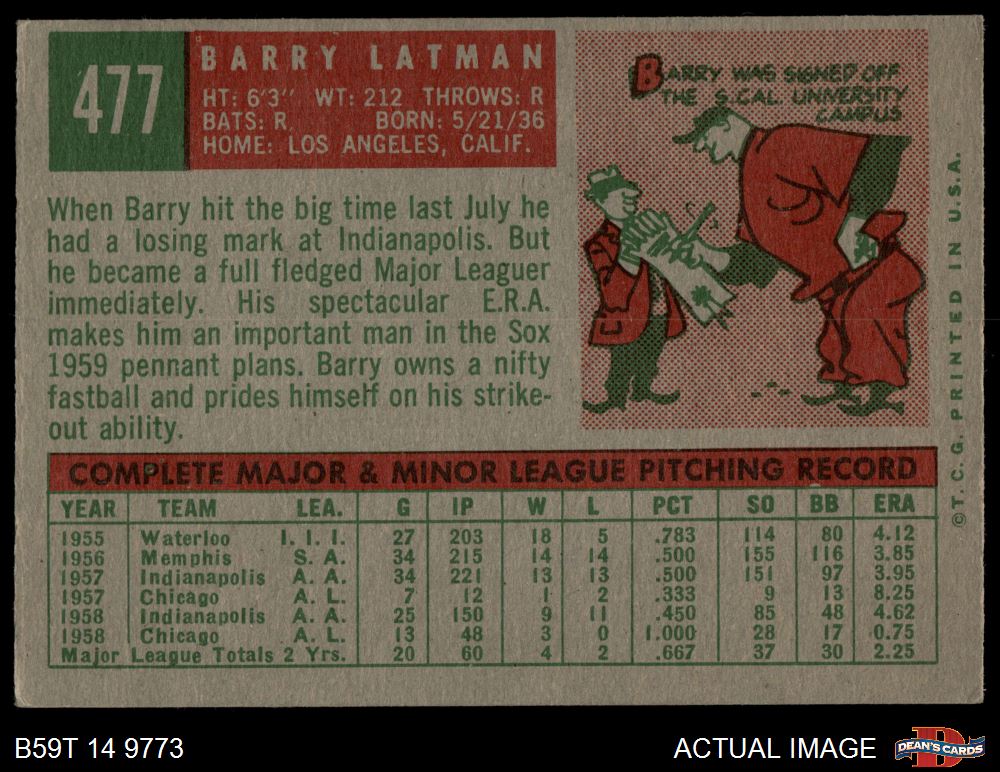 477
BARRY LATMAN
HT: 6'3" WT: 212 THROWS: R
BATS: R. BORN: 5/21/36
HOME: LOS ANGELES, CALIF.
BARRY WAS SIGNED OFF
THE S.CAL. UNIVERSITY
CAMPUS
When Barry hit the big time last July he
had a losing mark at Indianapolis. But
he became a full fledged Major Leaguer
immediately. His spectacular E.R.A.
makes him an important man in the Sox
1959 pennant plans. Barry owns a nifty
fastball and prides himself on his strike-
out ability.
©T. C. G. PRINTED IN U.S.A.
COMPLETE MAJOR & MINOR LEAGUE PITCHING RECORD
YEAR TEAM LEA. G IP W L PCT SO BB ERA
1955 Waterloo I. I. I. 27 203 18 5 .783 114 80 4.12
1956 Memphis S. A. 34 215 14 14 .500 155 116 3.85
1957 Indianapolis A. A. 34 221 13 13 .500 151 97 3.95
1957 Chicago A. L. 7 12 1 2 .333 9 13 8.25
1958 Indianapolis A. A. 25 150 9 11 .450 85 48 4.62
1958 Chicago A. L. 13 48 3 0 1.000 28 17 0.75
Major League Totals 2 Yrs. 20 60 4 2 .667 37 30 2.25
B59T 14 9773
ACTUAL IMAGE
D
DEAN'S CARDS